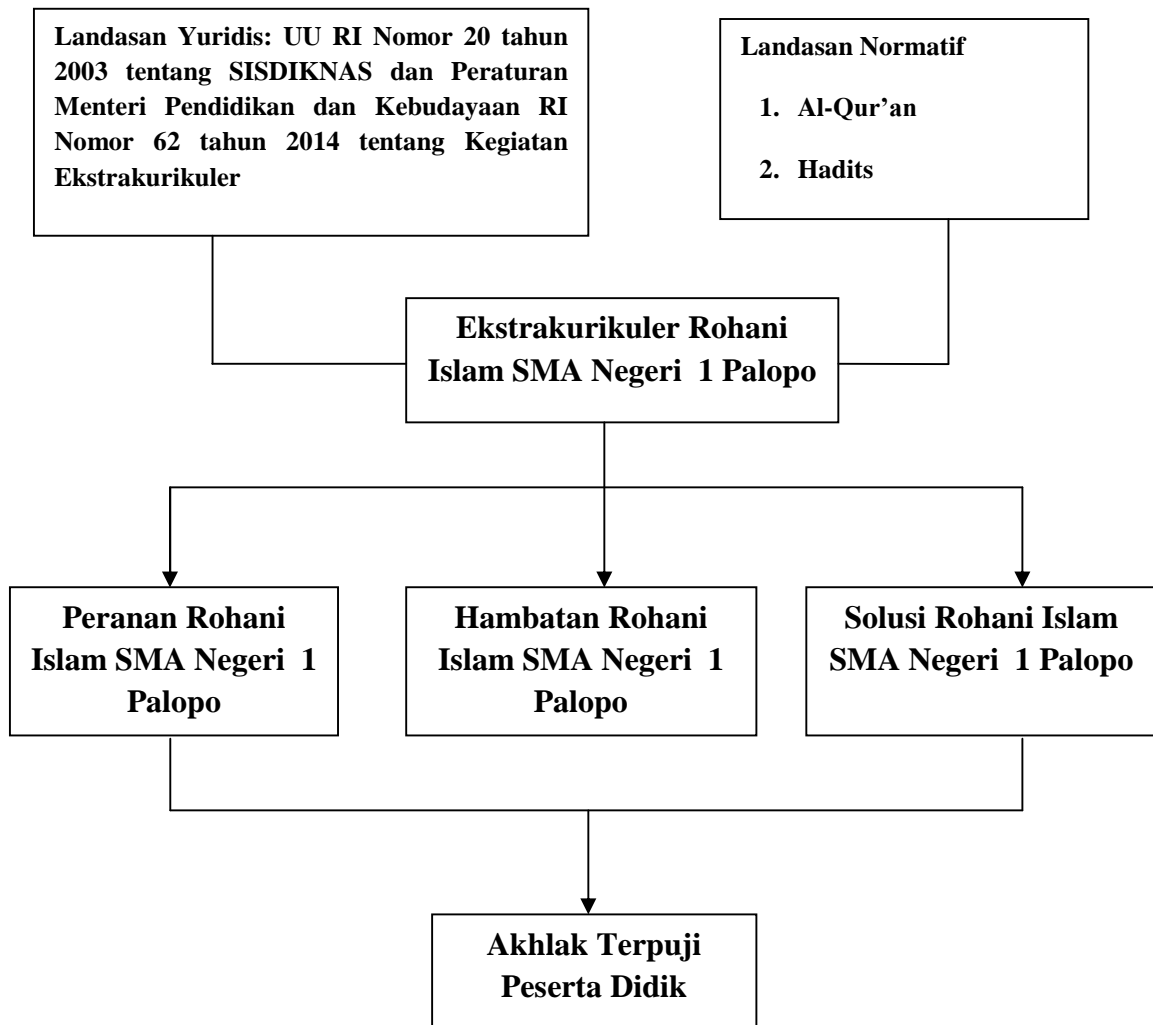 Landasan Yuridis: UU RI Nomor 20 tahun
2003 tentang SISDIKNAS dan Peraturan
Menteri Pendidikan dan Kebudayaan RI
Nomor 62 tahun 2014 tentang Kegiatan
Ekstrakurikuler
Landasan Normatif
1. Al-Qur’an
2. Hadits
Ekstrakurikuler Rohani
Islam SMA Negeri 1 Palopo
Peranan Rohani
Islam SMA Negeri 1
Palopo
Hambatan Rohani
Islam SMA Negeri 1
Palopo
Solusi Rohani Islam
SMA Negeri 1 Palopo
Akhlak Terpuji
Peserta Didik